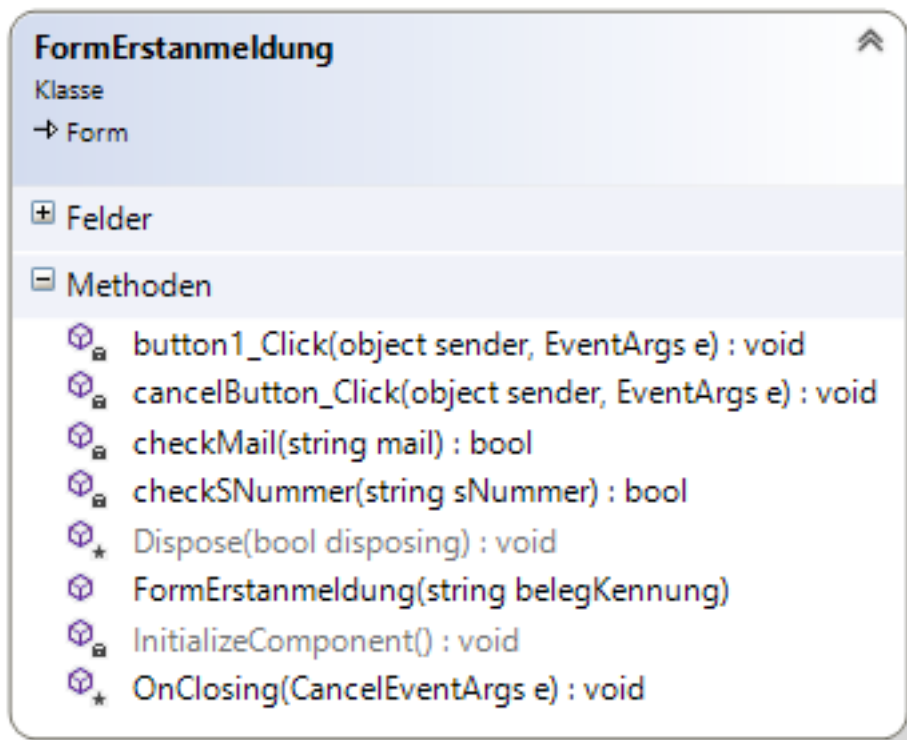 FormErstanmeldung
Klasse
Form
Felder
Methoden
button1_Click(object sender, EventArgs e) : void
cancelButton_Click(object sender, EventArgs e) : void
checkMail(string mail) : bool
checkSNummer(string sNummer) : bool
Dispose(bool disposing) : void
FormErstanmeldung(string belegKennung)
InitializeComponent() : void
OnClosing(CancelEventArgs e) : void